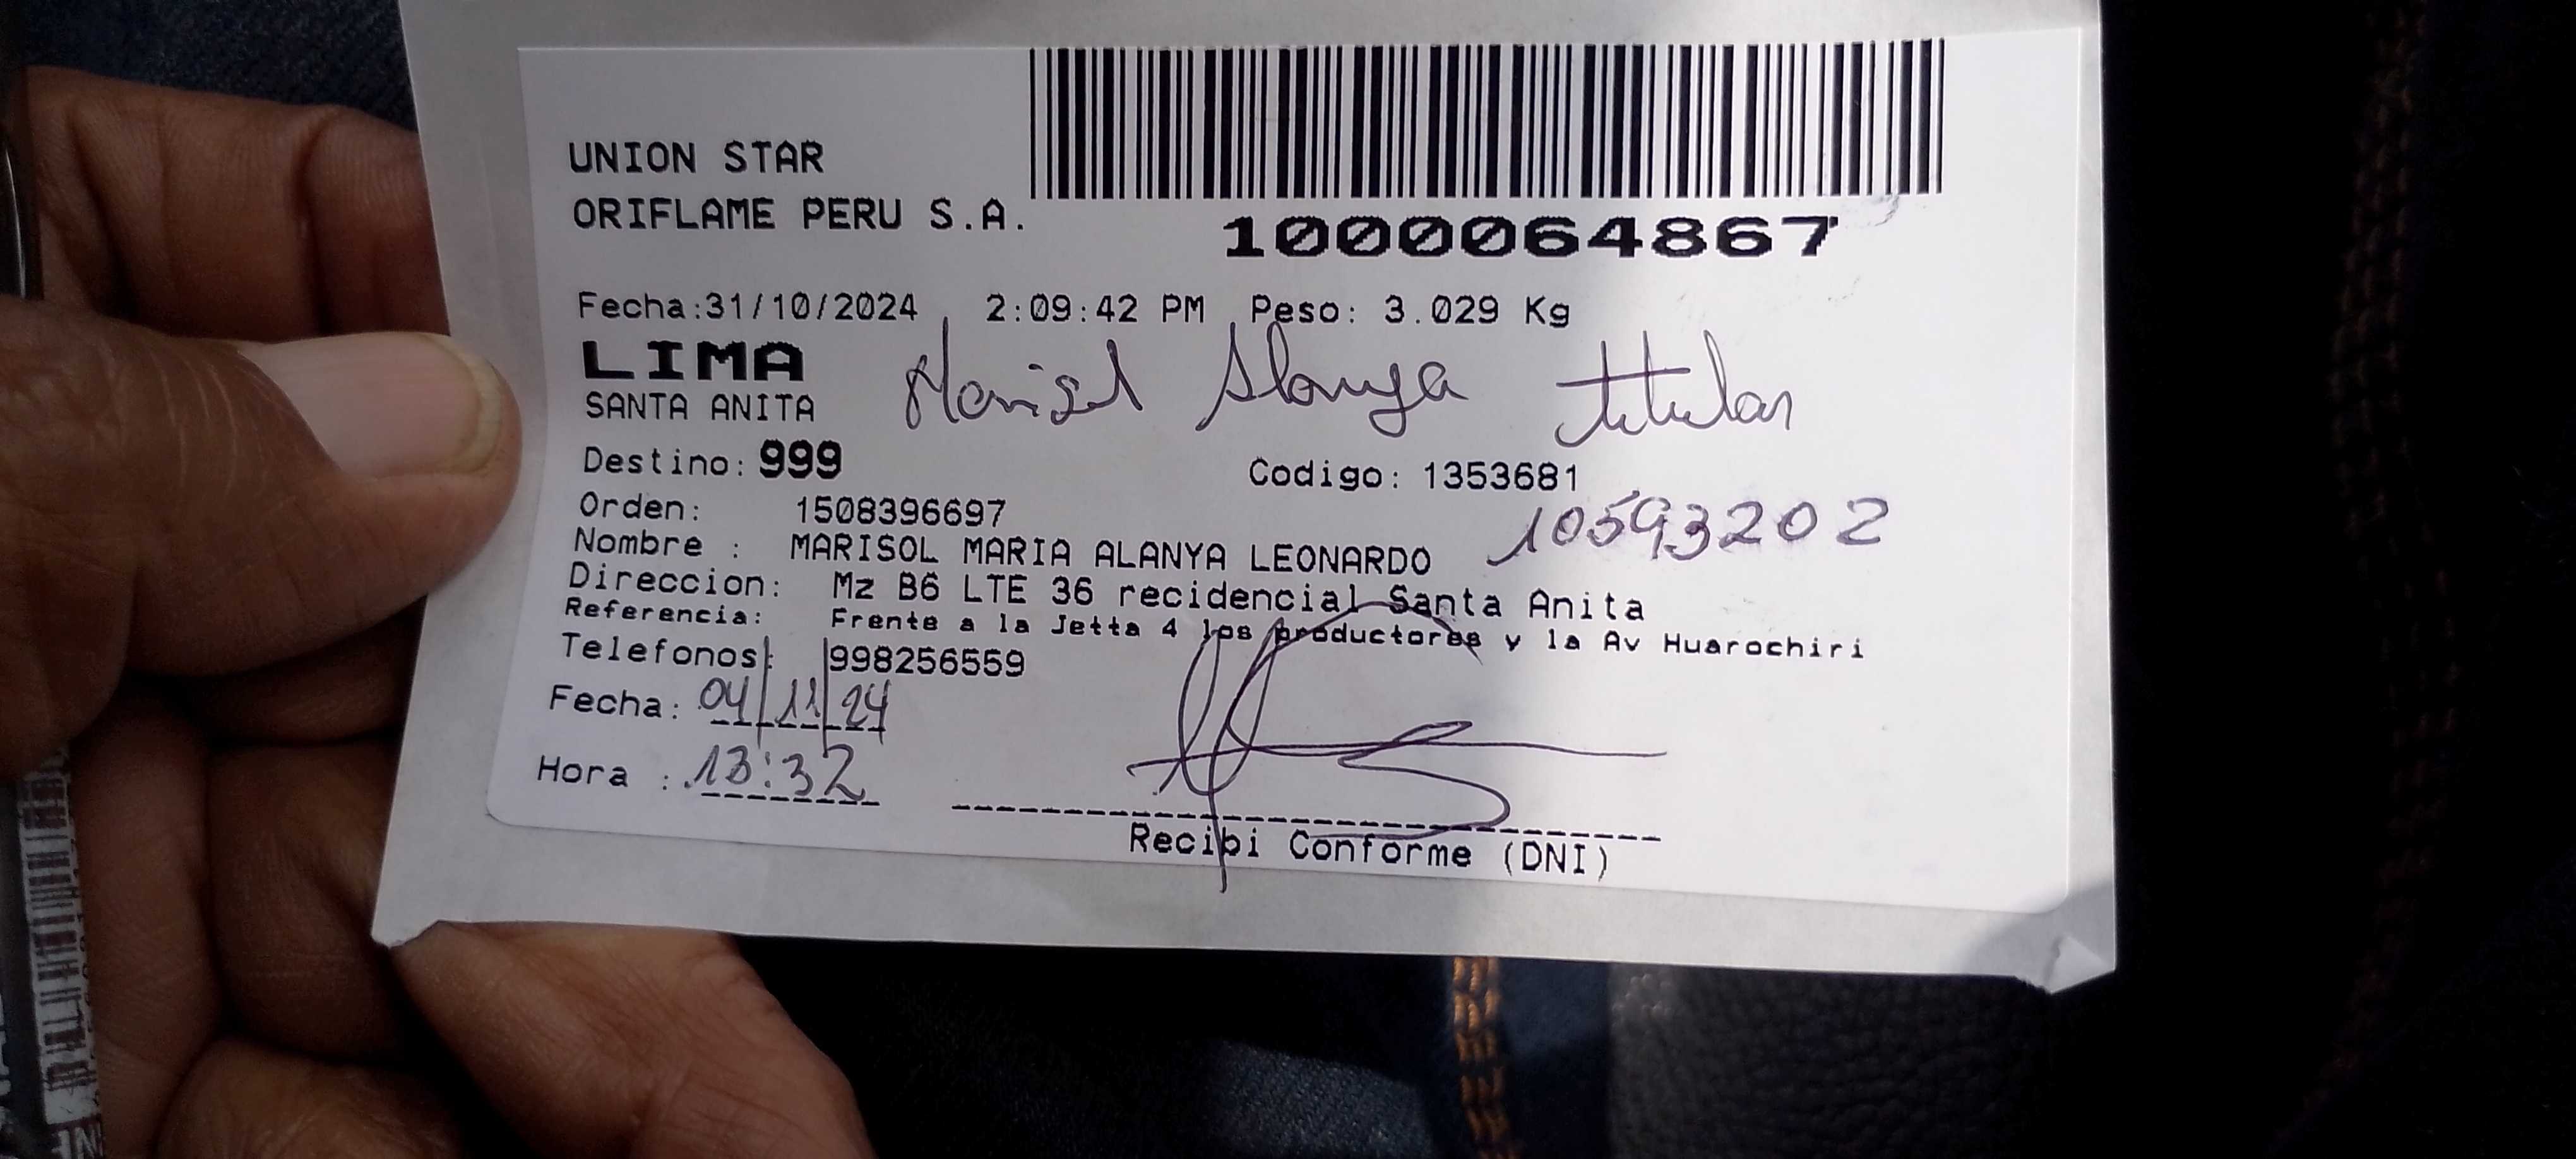 UNION STAR
ORIFLAME PERU S.A.
1000064867
Fecha:31/10/2024 2:09:42 PM Peso: 3.029 Kg
LIMA
SANTA ANITA Marisol Alanya titular
Destino: 999 Codigo: 1353681
Orden: 1508396697
10593202
Nombre : MARISOL MARIA ALANYA LEONARDO
Direccion: Mz B6 LTE 36 recidencial Santa Anita
Referencia: Frente a la Jetta 4 los productores y la Av Huarochiri
Telefonos: 998256559
Fecha: 04/11/24
Hora : 13:32
Recibi Conforme (DNI)